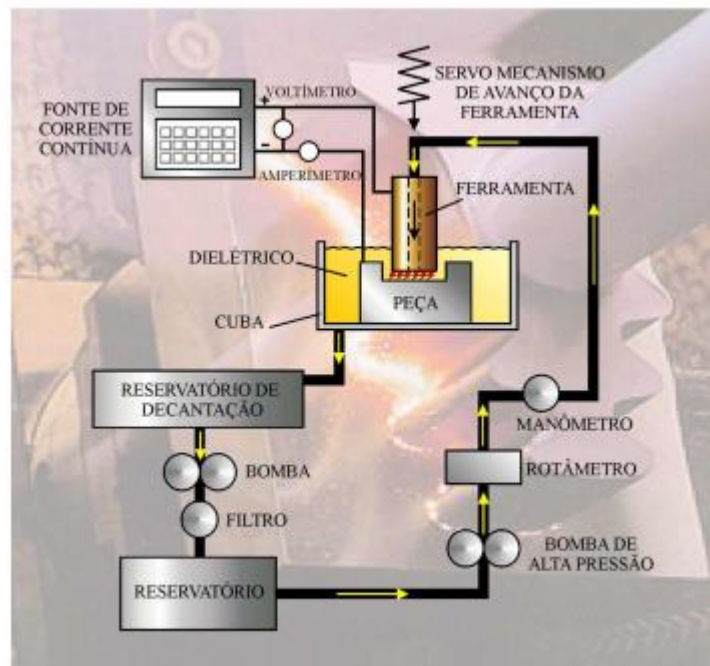 FONTE DE
CORRENTE
CONTÍNUA
+
VOLTÍMETRO
-
AMPERÍMETRO
SERVO MECANISMO
DE AVANÇO DA
FERRAMENTA
FERRAMENTA
DIELÉTRICO
CUBA
PEÇA
RESERVATÓRIO DE
DECANTAÇÃO
BOMBA
FILTRO
RESERVATÓRIO
MANÔMETRO
ROTÂMETRO
BOMBA DE
ALTA PRESSÃO